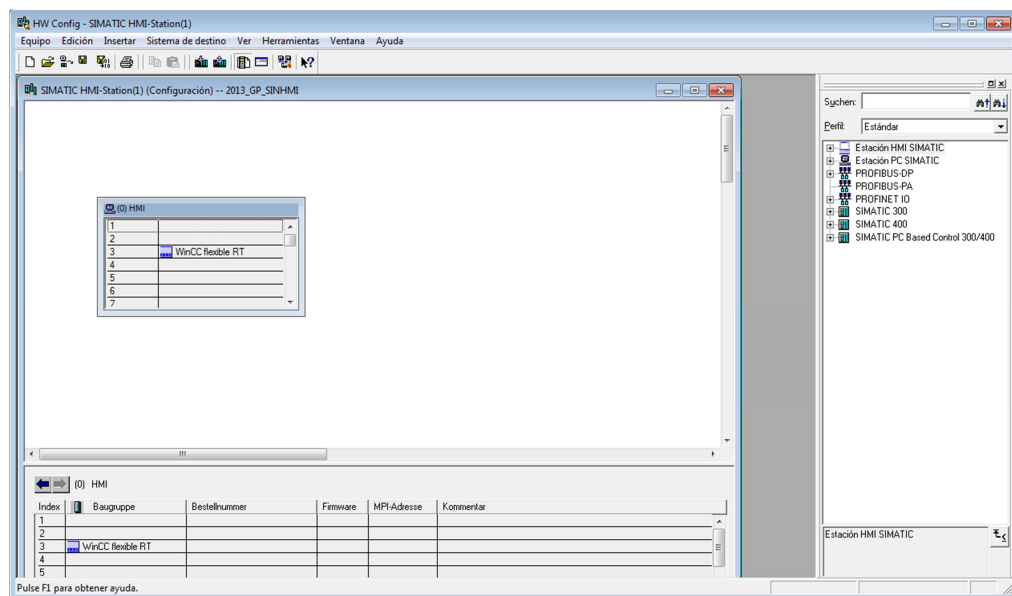 HW Config - SIMATIC HMI-Station(1)
Equipo Edición Insertar Sistema de destino Ver Herramientas Ventana Ayuda
SIMATIC HMI-Station(1) (Configuración) -- 2013_GP_SINHMI
(0) HMI
1
2
3 WinCC flexible RT
4
5
6
7
(0) HMI
Index Baugruppe Bestellnummer Firmware MPI-Adresse Kommentar
1
2
3 WinCC flexible RT
4
5
Suchen:
Perfil: Estándar
Estación HMI SIMATIC
Estación PC SIMATIC
PROFIBUS-DP
PROFIBUS-PA
PROFINET IO
SIMATIC 300
SIMATIC 400
SIMATIC PC Based Control 300/400
Estación HMI SIMATIC
Pulse F1 para obtener ayuda.